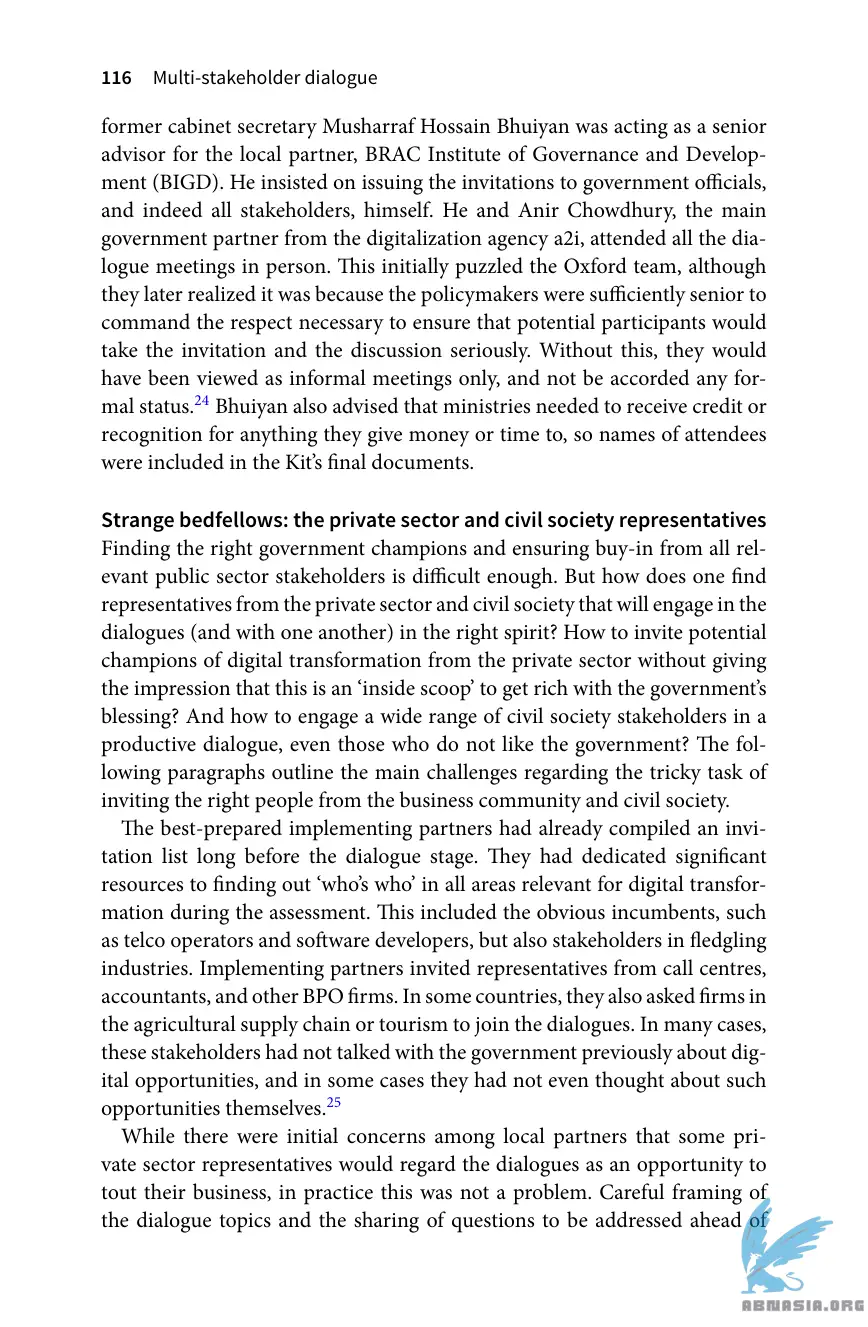 116 Multi-stakeholder dialogue
former cabinet secretary Musharraf Hossain Bhuiyan was acting as a senior
advisor for the local partner, BRAC Institute of Governance and Develop-
ment (BIGD). He insisted on issuing the invitations to government officials,
and indeed all stakeholders, himself. He and Anir Chowdhury, the main
government partner from the digitalization agency a2i, attended all the dia-
logue meetings in person. This initially puzzled the Oxford team, although
they later realized it was because the policymakers were sufficiently senior to
command the respect necessary to ensure that potential participants would
take the invitation and the discussion seriously. Without this, they would
have been viewed as informal meetings only, and not be accorded any for-
mal status.24 Bhuiyan also advised that ministries needed to receive credit or
recognition for anything they give money or time to, so names of attendees
were included in the Kit’s final documents.
Strange bedfellows: the private sector and civil society representatives
Finding the right government champions and ensuring buy-in from all rel-
evant public sector stakeholders is difficult enough. But how does one find
representatives from the private sector and civil society that will engage in the
dialogues (and with one another) in the right spirit? How to invite potential
champions of digital transformation from the private sector without giving
the impression that this is an ‘inside scoop’ to get rich with the government’s
blessing? And how to engage a wide range of civil society stakeholders in a
productive dialogue, even those who do not like the government? The fol-
lowing paragraphs outline the main challenges regarding the tricky task of
inviting the right people from the business community and civil society.
The best-prepared implementing partners had already compiled an invi-
tation list long before the dialogue stage. They had dedicated significant
resources to finding out ‘who’s who’ in all areas relevant for digital transfor-
mation during the assessment. This included the obvious incumbents, such
as telco operators and software developers, but also stakeholders in fledgling
industries. Implementing partners invited representatives from call centres,
accountants, and other BPO firms. In some countries, they also asked firms in
the agricultural supply chain or tourism to join the dialogues. In many cases,
these stakeholders had not talked with the government previously about dig-
ital opportunities, and in some cases they had not even thought about such
opportunities themselves.25
While there were initial concerns among local partners that some pri-
vate sector representatives would regard the dialogues as an opportunity to
tout their business, in practice this was not a problem. Careful framing of
the dialogue topics and the sharing of questions to be addressed ahead of
ABNASIA.ORG